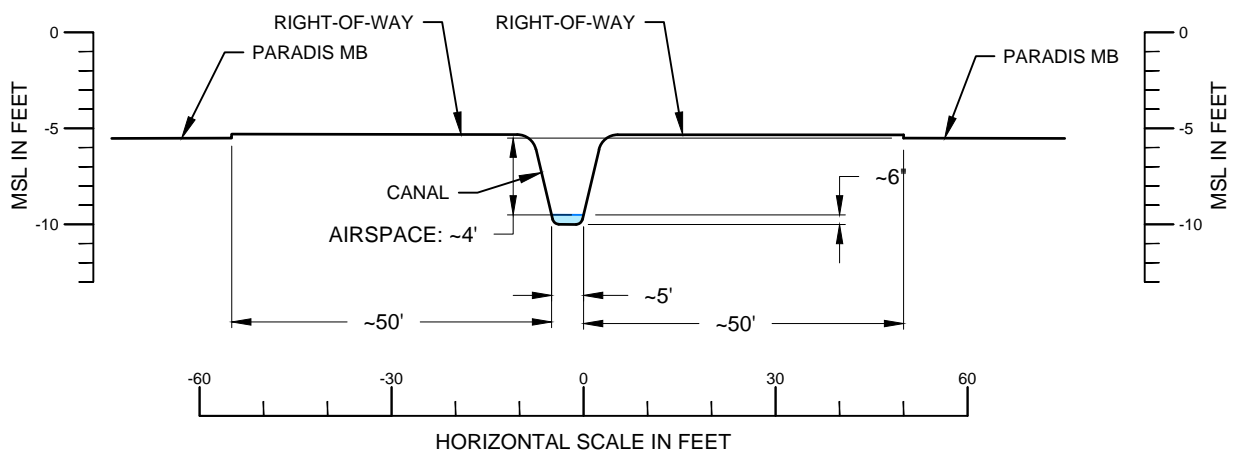 RIGHT-OF-WAY
RIGHT-OF-WAY
0
0
PARADIS MB
PARADIS MB
MSL IN FEET
-5
-5
MSL IN FEET
~6"
CANAL
-10
-10
AIRSPACE: ~4'
~5'
~50'
~50'
-60
-30
0
30
60
HORIZONTAL SCALE IN FEET